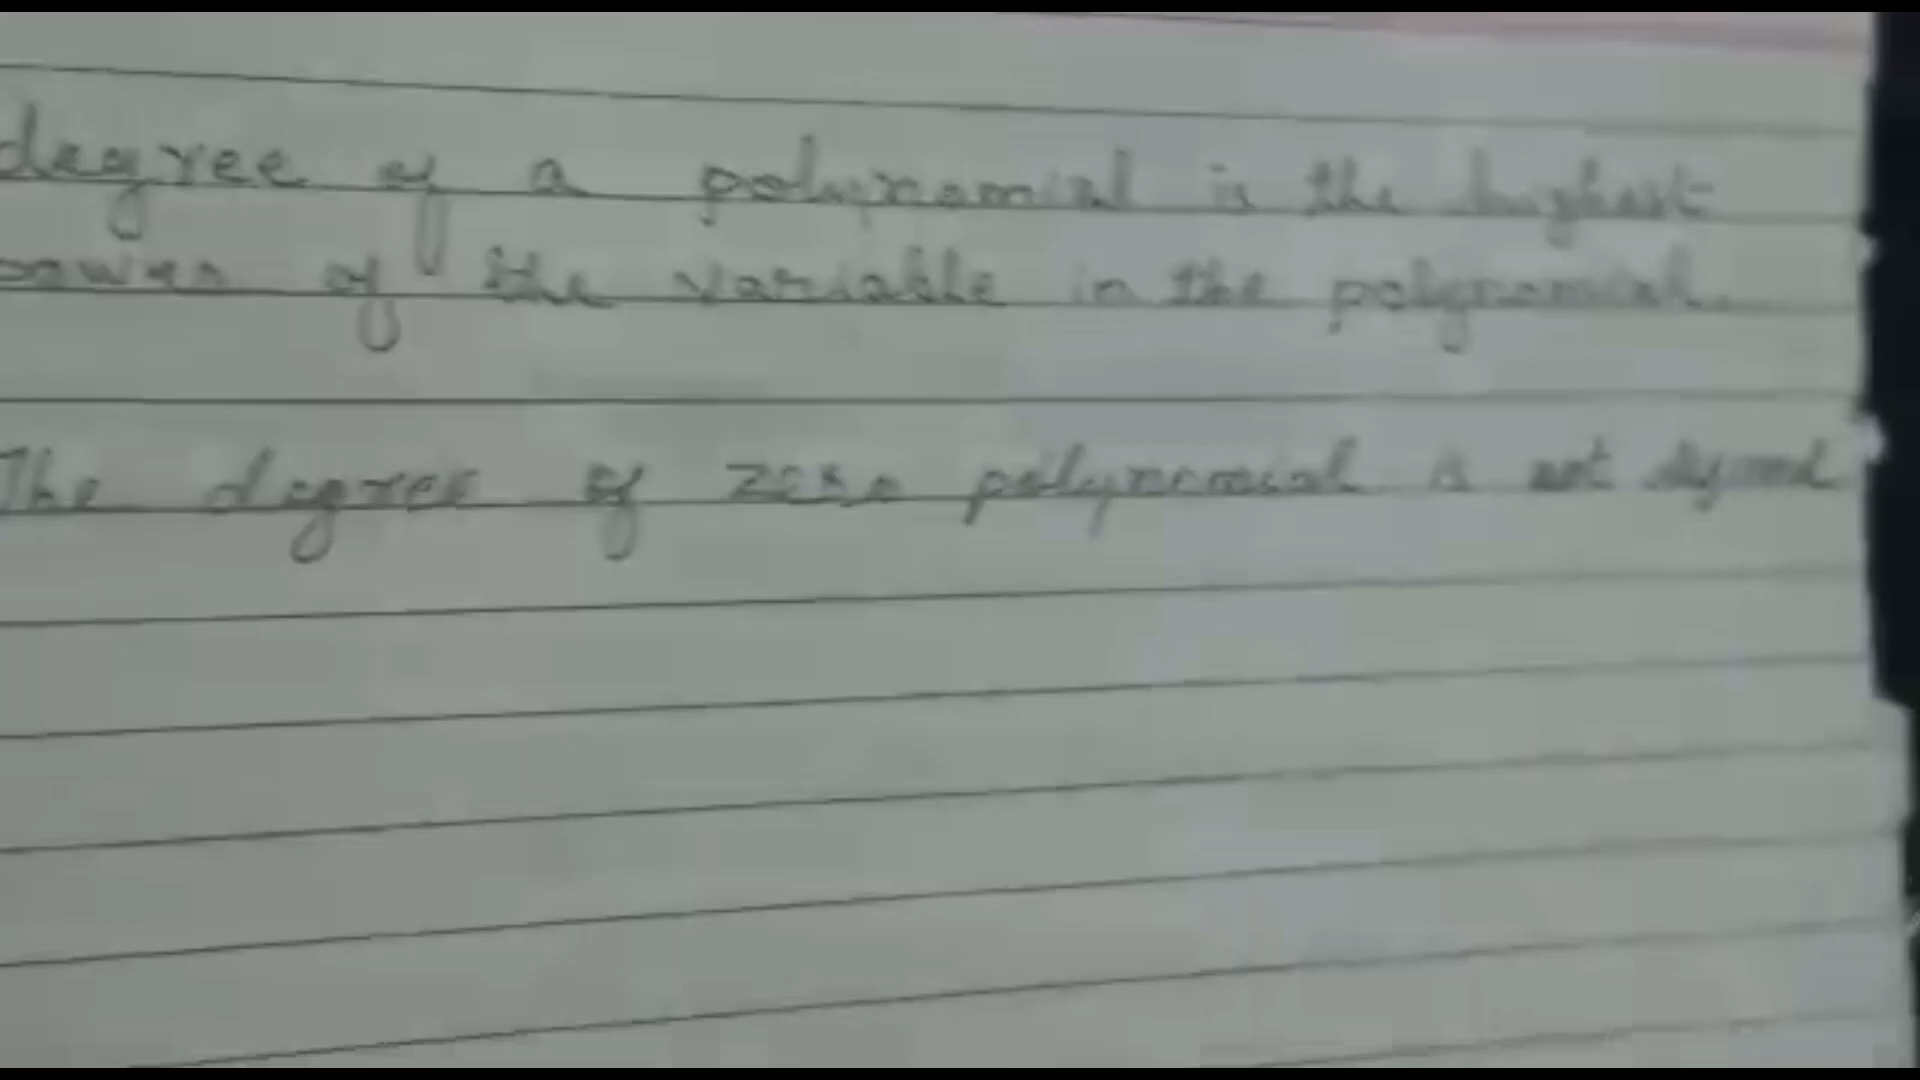 degree of a polynomial is the highest
power of the variable in the polynomial.
The degree of zero polynomial is not defined